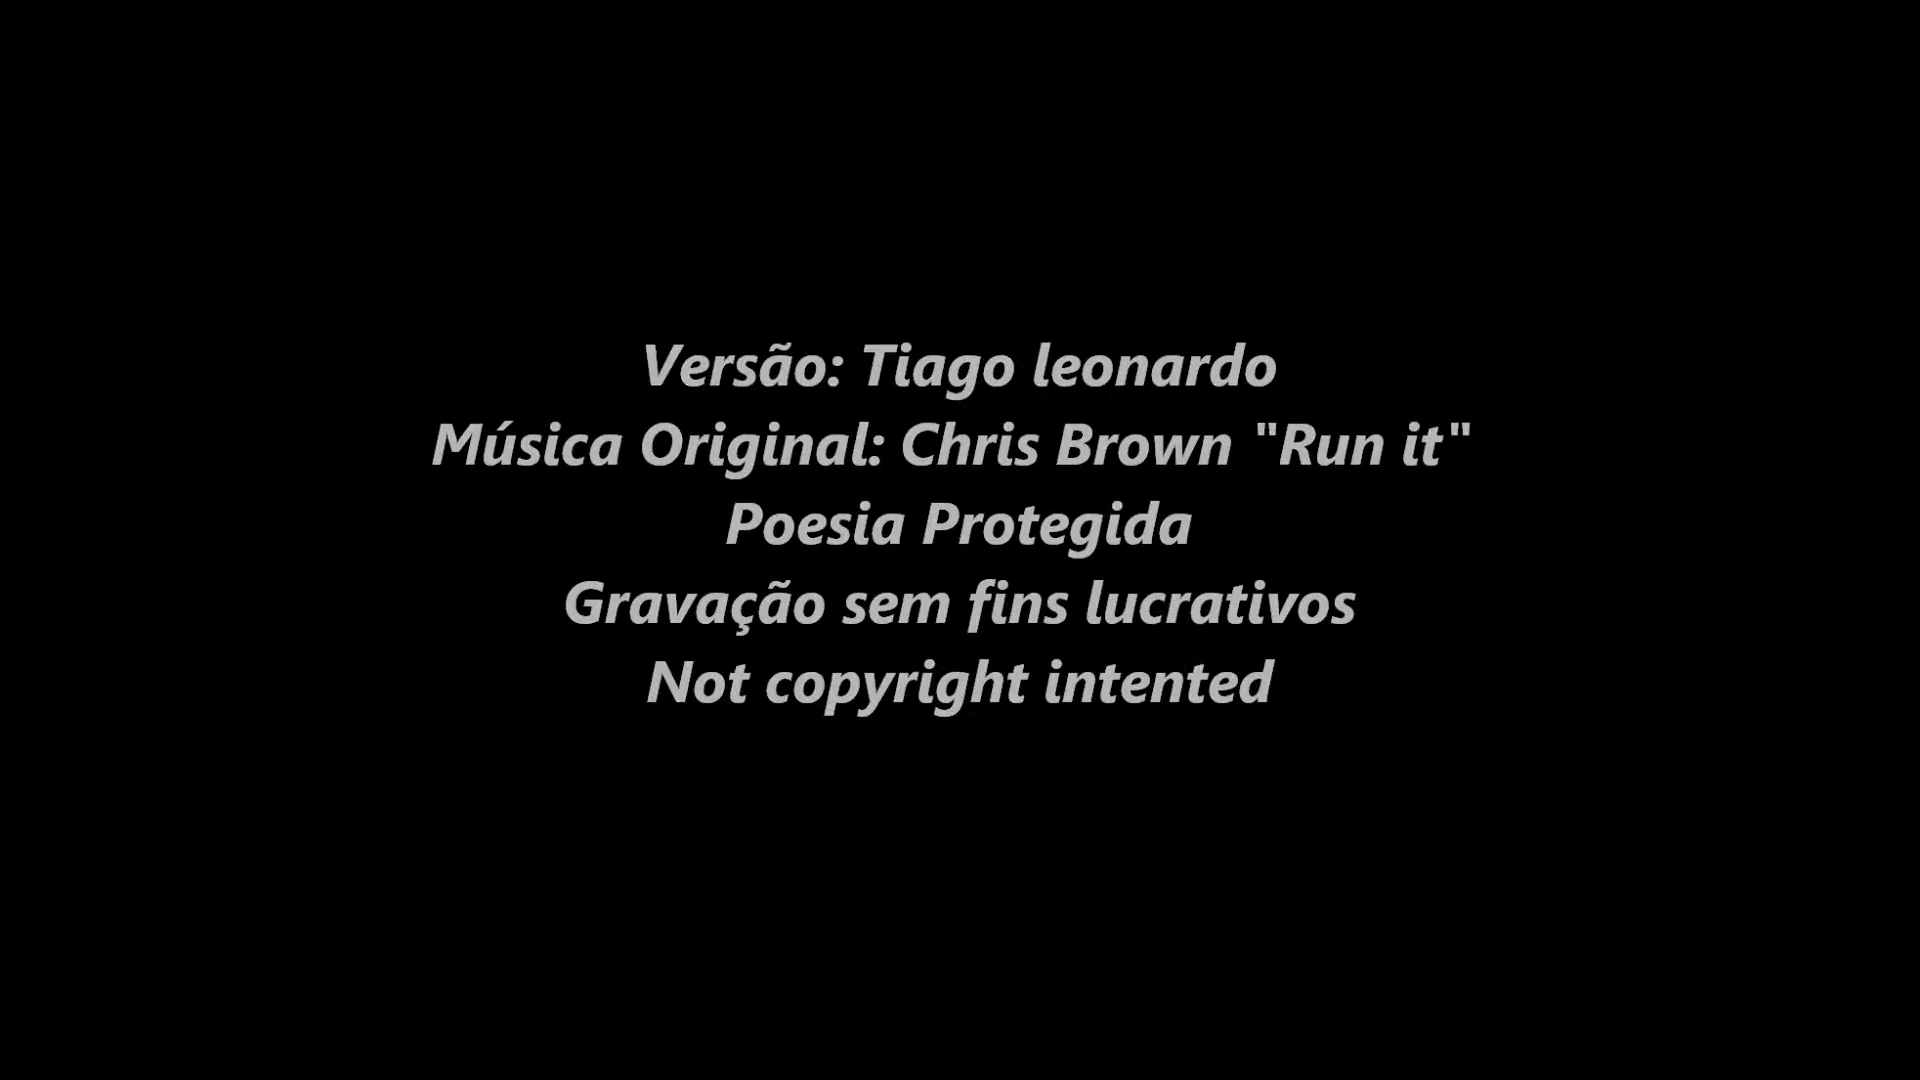 Versão: Tiago leonardo
Música Original: Chris Brown "Run it"
Poesia Protegida
Gravação sem fins lucrativos
Not copyright intented